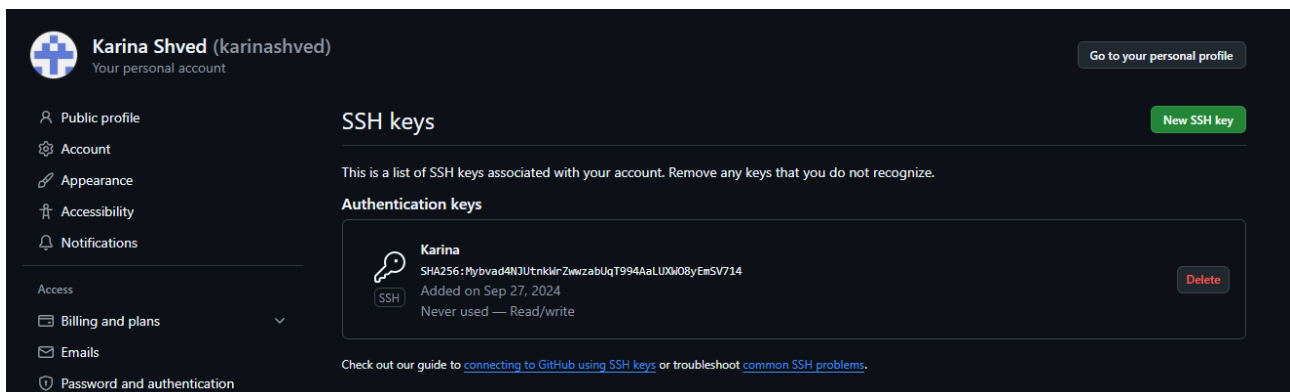 Karina Shved (karinashved)
Your personal account
Go to your personal profile
Public profile
Account
Appearance
Accessibility
Notifications
Access
Billing and plans
Emails
Password and authentication
SSH keys
New SSH key
This is a list of SSH keys associated with your account. Remove any keys that you do not recognize.
Authentication keys
Karina
SHA256:Mybvad4NJUtnkWrZwwzabUqT994AaLUXWO8yEmSV714
SSH
Added on Sep 27, 2024
Never used — Read/write
Delete
Check out our guide to connecting to GitHub using SSH keys or troubleshoot common SSH problems.